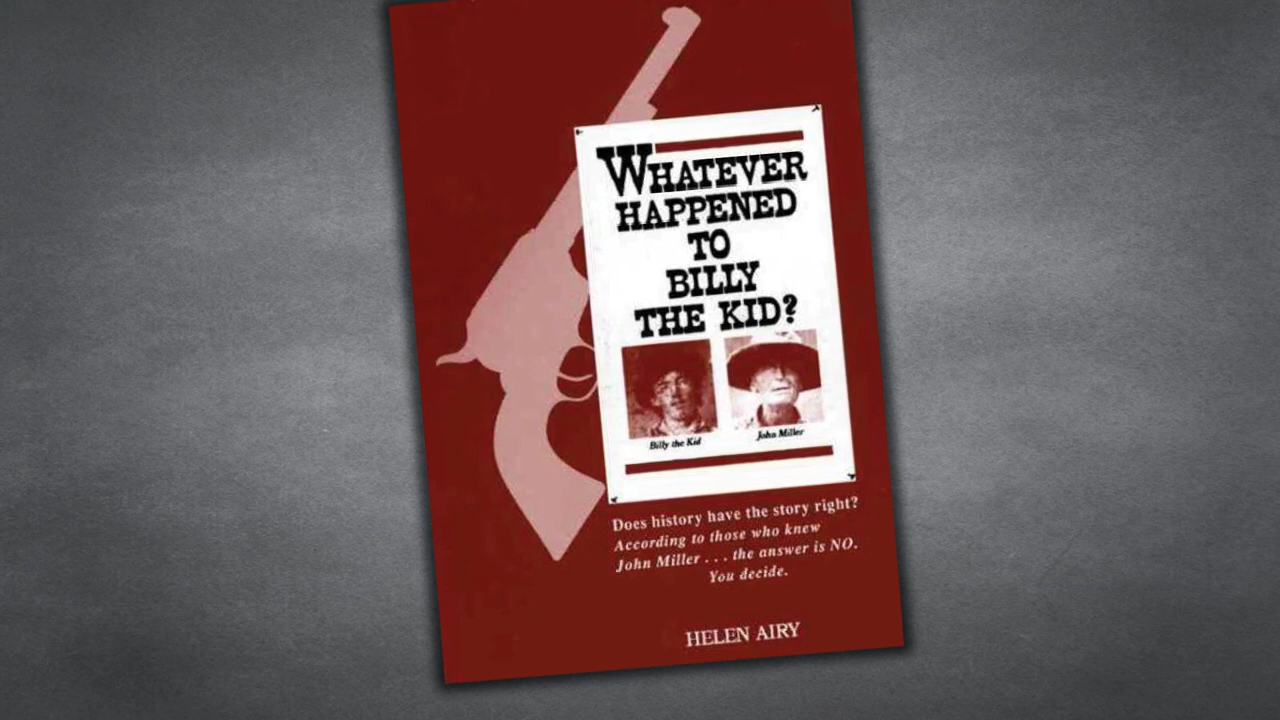 WHATEVER
HAPPENED
TO
BILLY
THE KID?
Billy the Kid
John Miller
Does history have the story right?
According to those who knew
John Miller . . . the answer is NO.
You decide.
HELEN AIRY